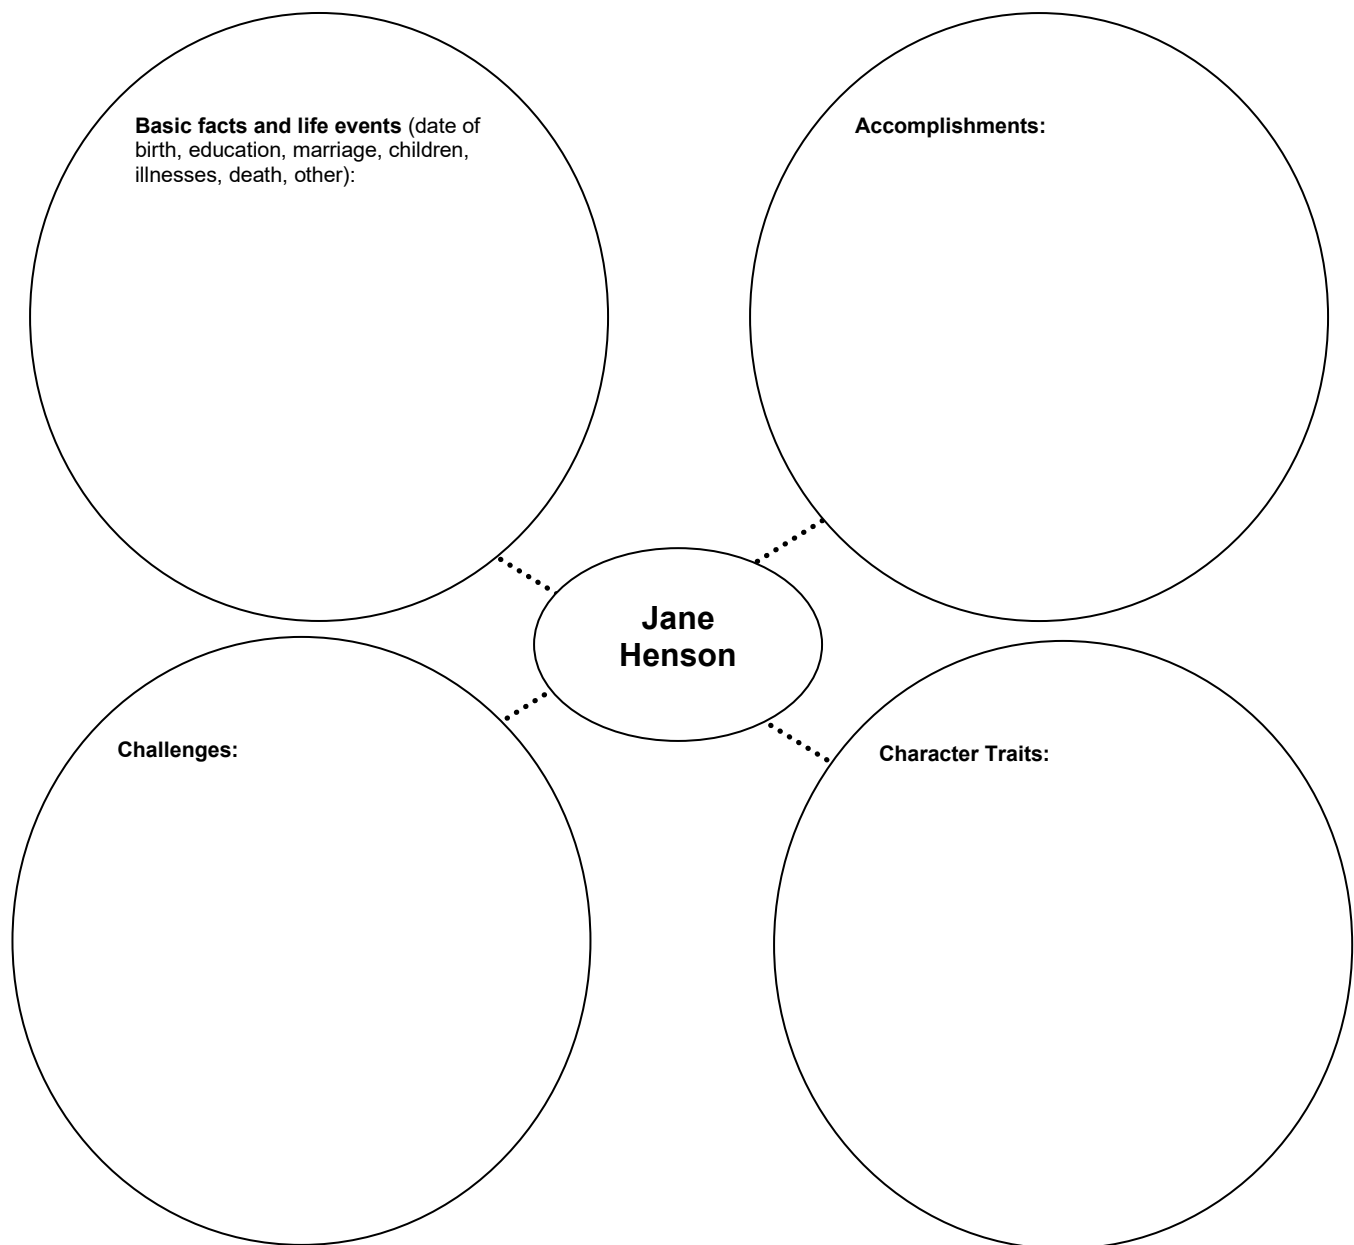 Basic facts and life events (date of
birth, education, marriage, children,
illnesses, death, other):
Accomplishments:
Jane
Henson
Challenges:
Character Traits: